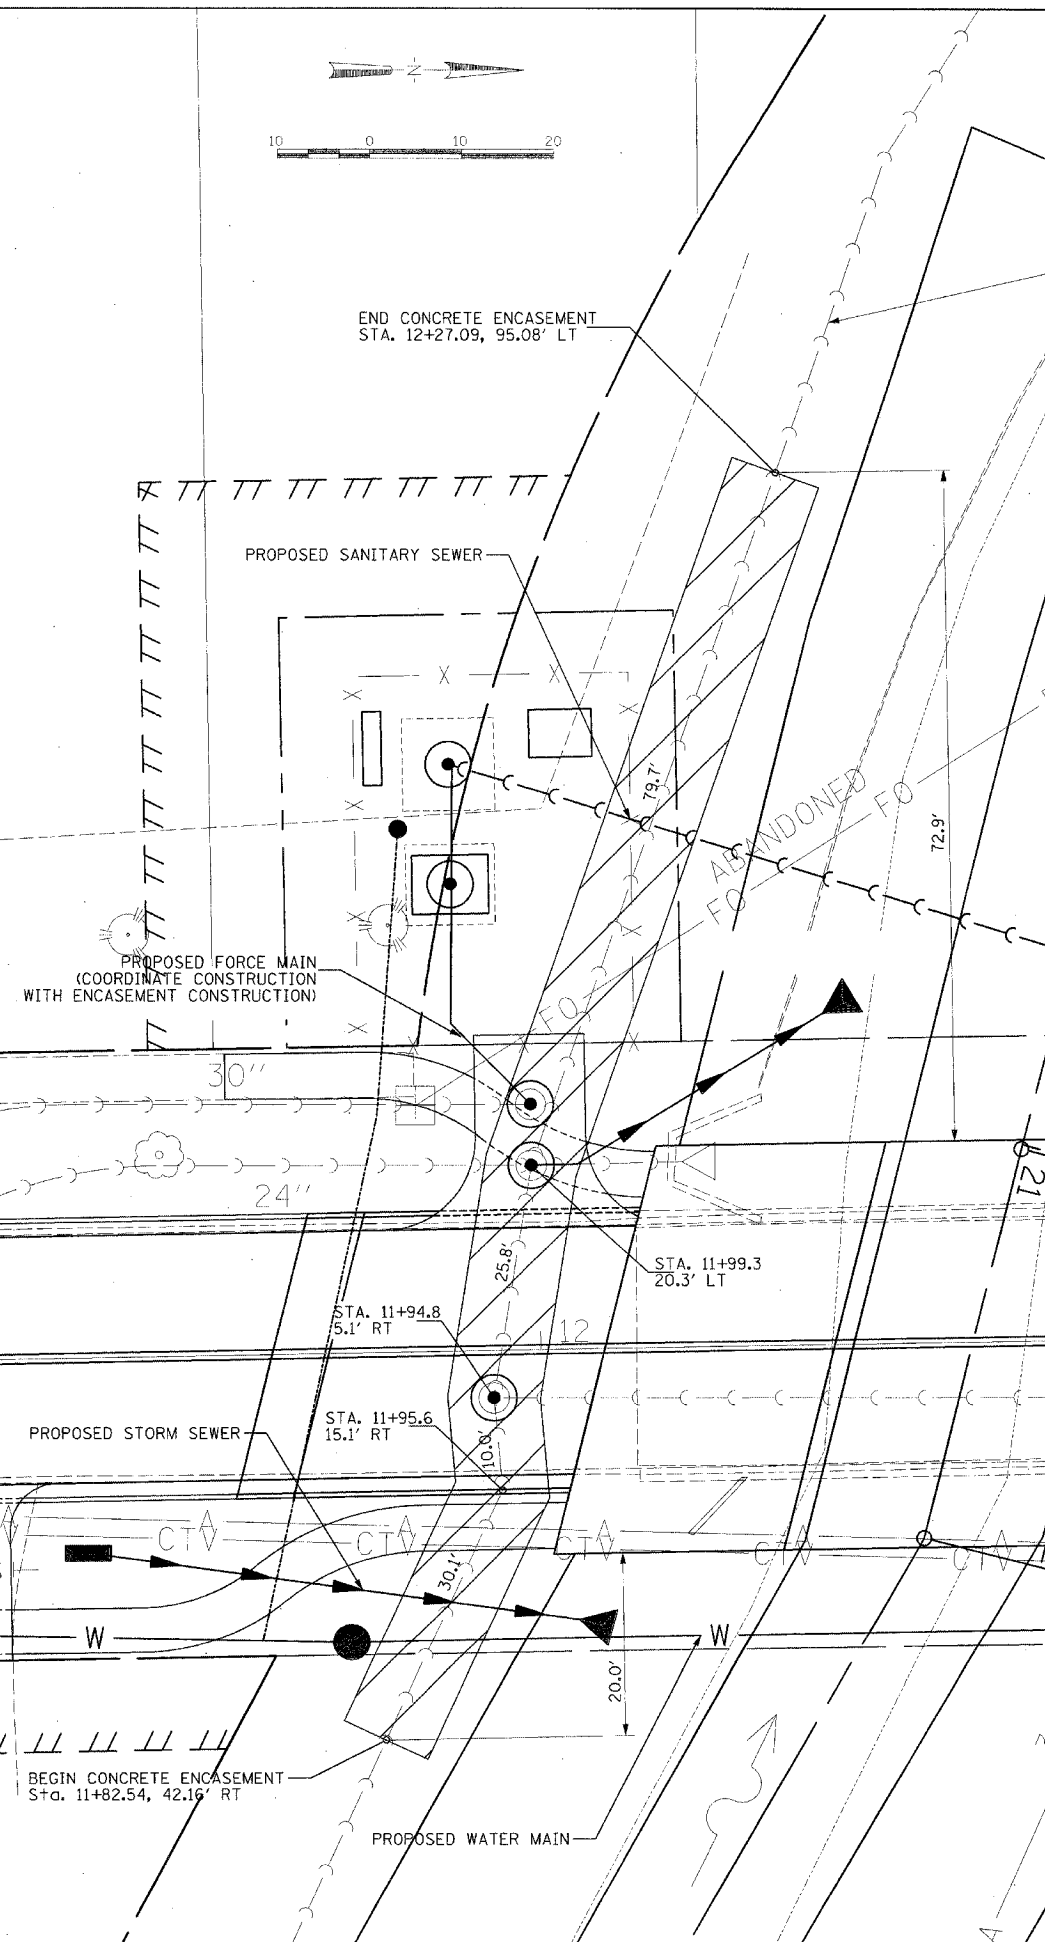 N
10 0 10 20
END CONCRETE ENCASEMENT
STA. 12+27.09, 95.08' LT
PROPOSED SANITARY SEWER
X
X
X
X
79.7'
ABANDONED
FO
72.9'
X
FO
X
X
PROPOSED FORCE MAIN
(COORDINATE CONSTRUCTION
WITH ENCASEMENT CONSTRUCTION)
FO
X
X
30"
24"
21
25.8'
STA. 11+99.3
20.3' LT
STA. 11+94.8
5.1' RT
12
STA. 11+95.6
15.1' RT
PROPOSED STORM SEWER
10.0'
CT
CT
CT
CT
CT
30.1'
W
W
20.0'
BEGIN CONCRETE ENCASEMENT
Sta. 11+82.54, 42.16' RT
PROPOSED WATER MAIN
A